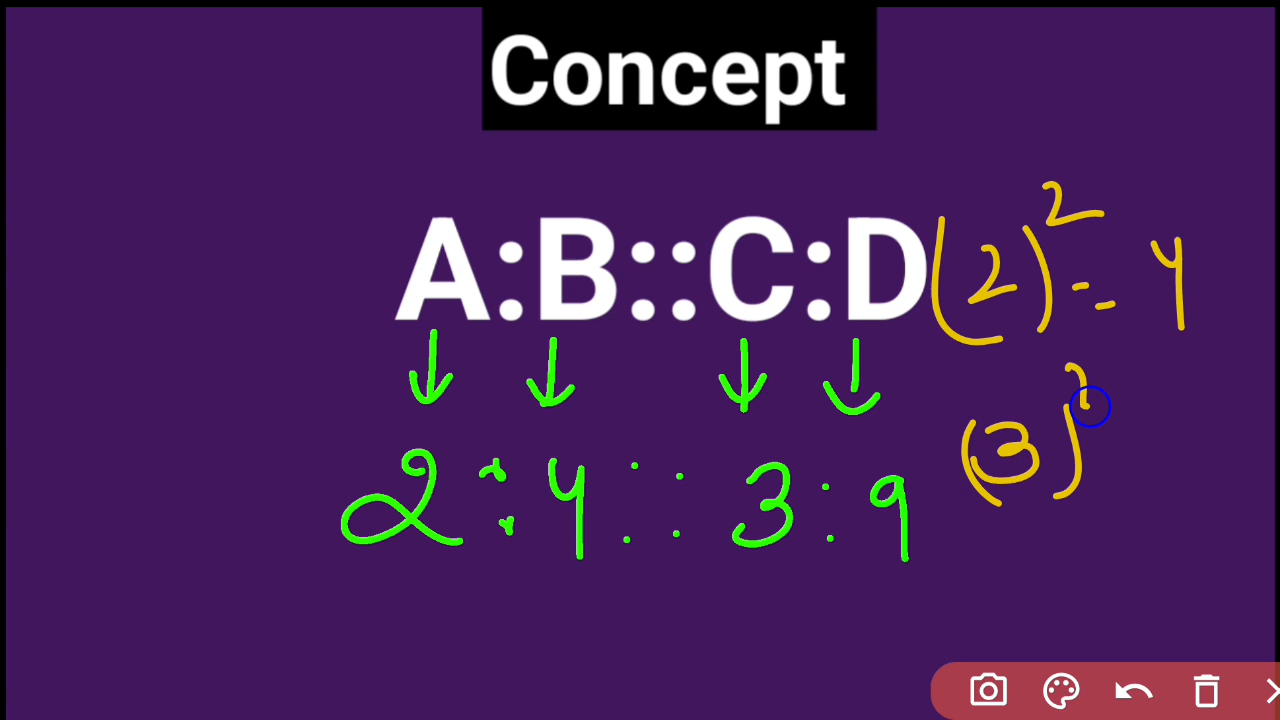 Concept
A:B::C:D
(2)² = 4
(3)²
2:4::3:9